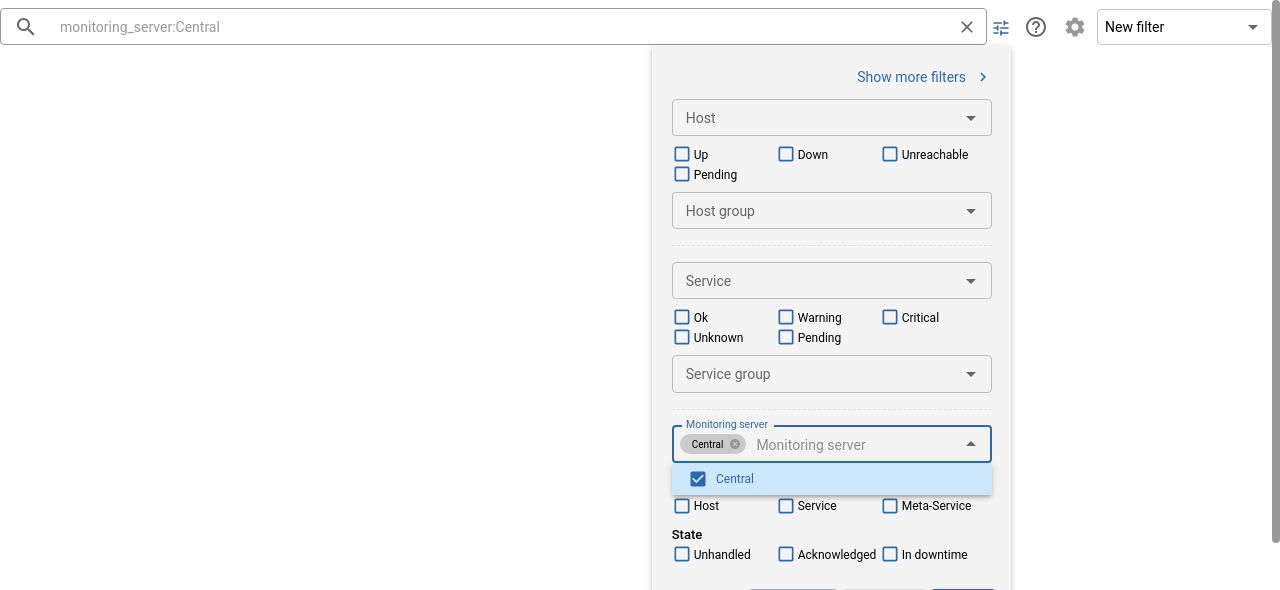 monitoring_server:Central
New filter
Show more filters
Host
Up Down Unreachable
Pending
Host group
Service
Ok Warning Critical
Unknown Pending
Service group
Monitoring server
Central Monitoring server
Central
Host Service Meta-Service
State
Unhandled Acknowledged In downtime